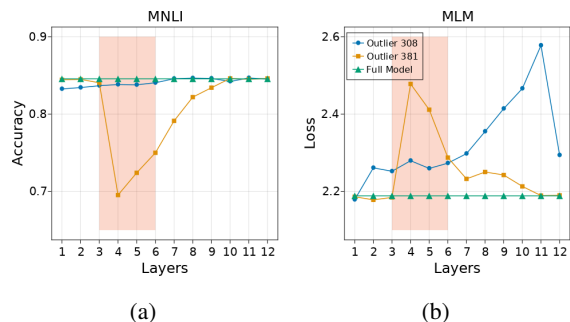 MNLI
0.9
0.8
0.7
Accuracy
1 2 3 4 5 6 7 8 9 10 11 12
Layers
(a)
MLM
2.6
2.4
2.2
Loss
Outlier 308
Outlier 381
Full Model
1 2 3 4 5 6 7 8 9 10 11 12
Layers
(b)